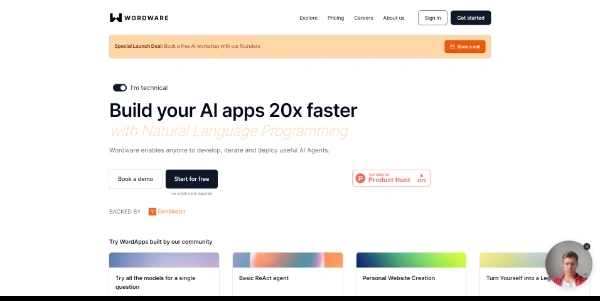 WORDWARE
Explore
Pricing
Careers
About us
Sign in
Get started
Special Launch Deal: Book a free AI workshop with our founders
Book a call
I'm technical
Build your AI apps 20x faster
with Natural Language Programming
Wordware enables anyone to develop, iterate and deploy useful AI Agents.
Book a demo
Start for free
no credit card required
Product Hunt
BACKED BY
Y Combinator
Try WordApps built by our community
Try all the models for a single
question
Basic ReAct agent
Personal Website Creation
Turn Yourself into a